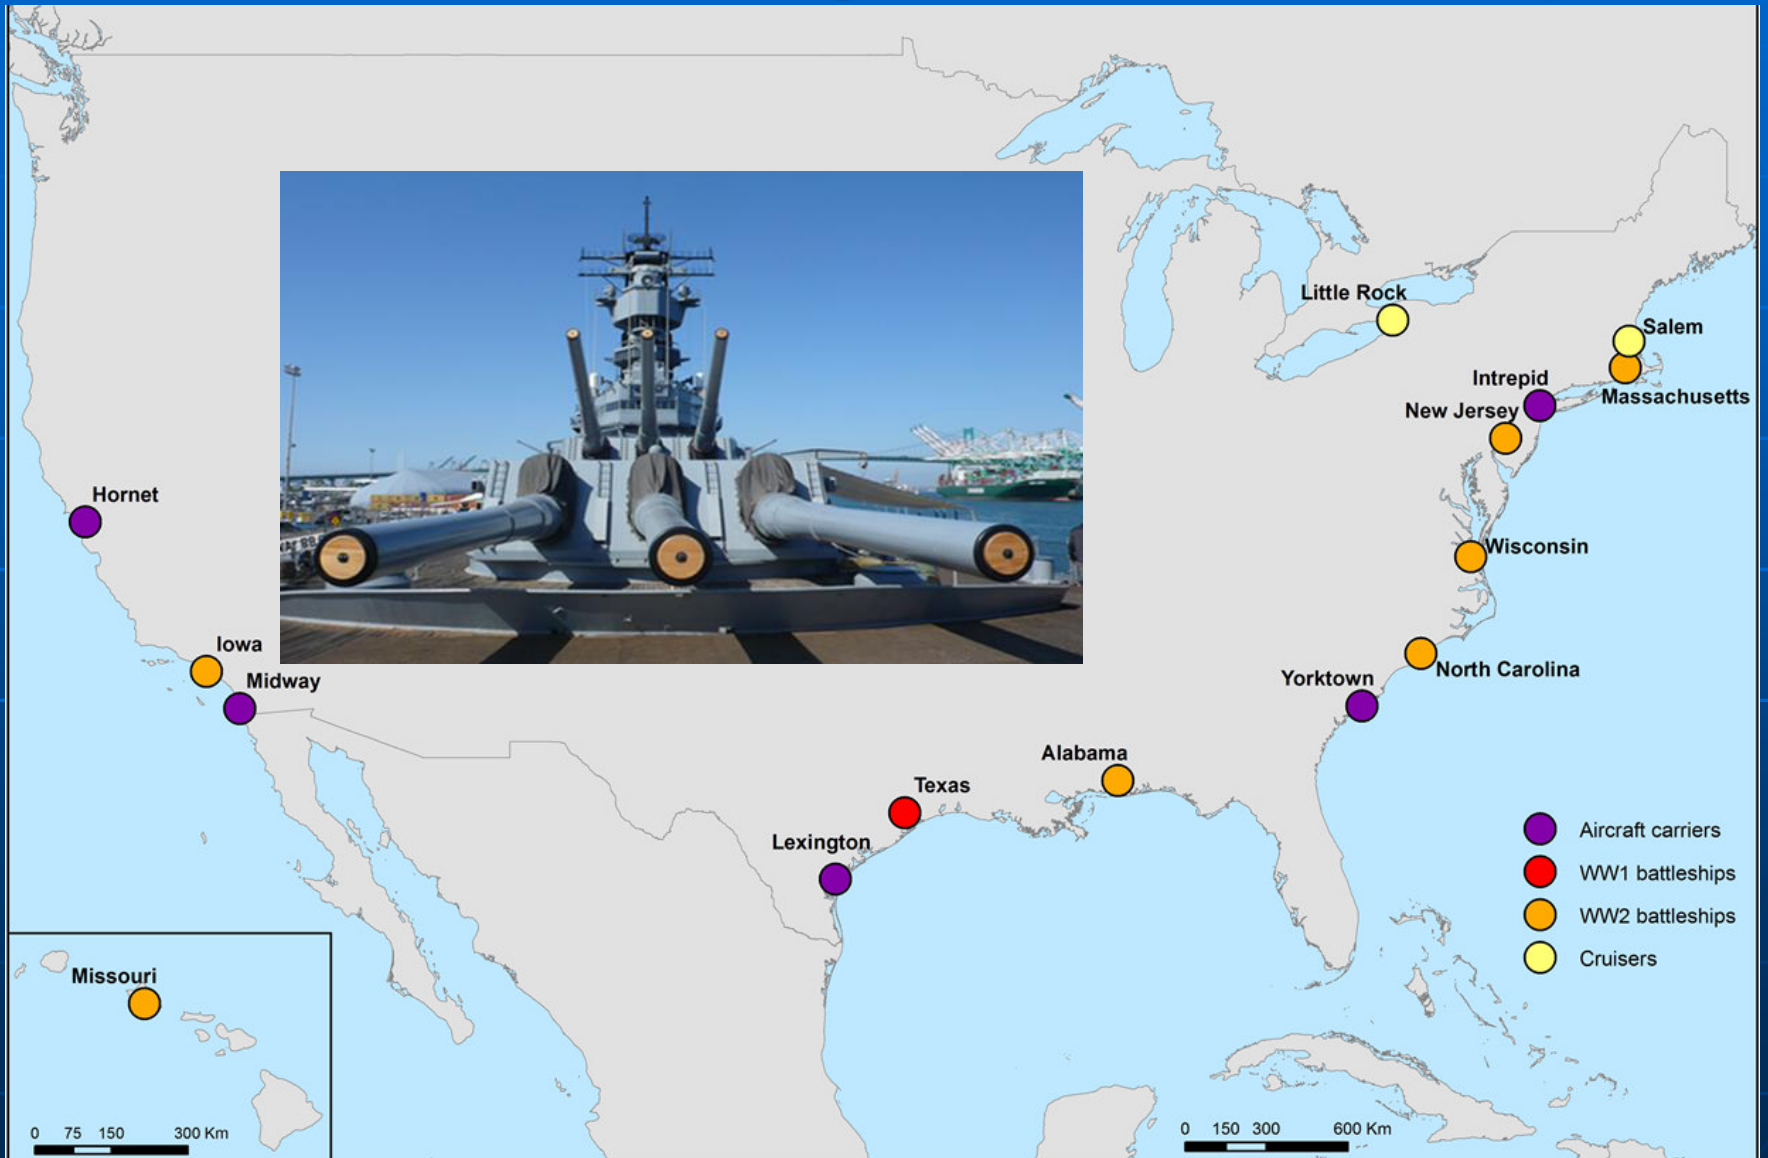 Little Rock
Salem
Intrepid
Massachusetts
New Jersey
Hornet
Wisconsin
Iowa
Midway
North Carolina
Yorktown
Alabama
Texas
Lexington
Aircraft carriers
WW1 battleships
WW2 battleships
Cruisers
Missouri
0 75 150 300 Km
0 150 300 600 Km